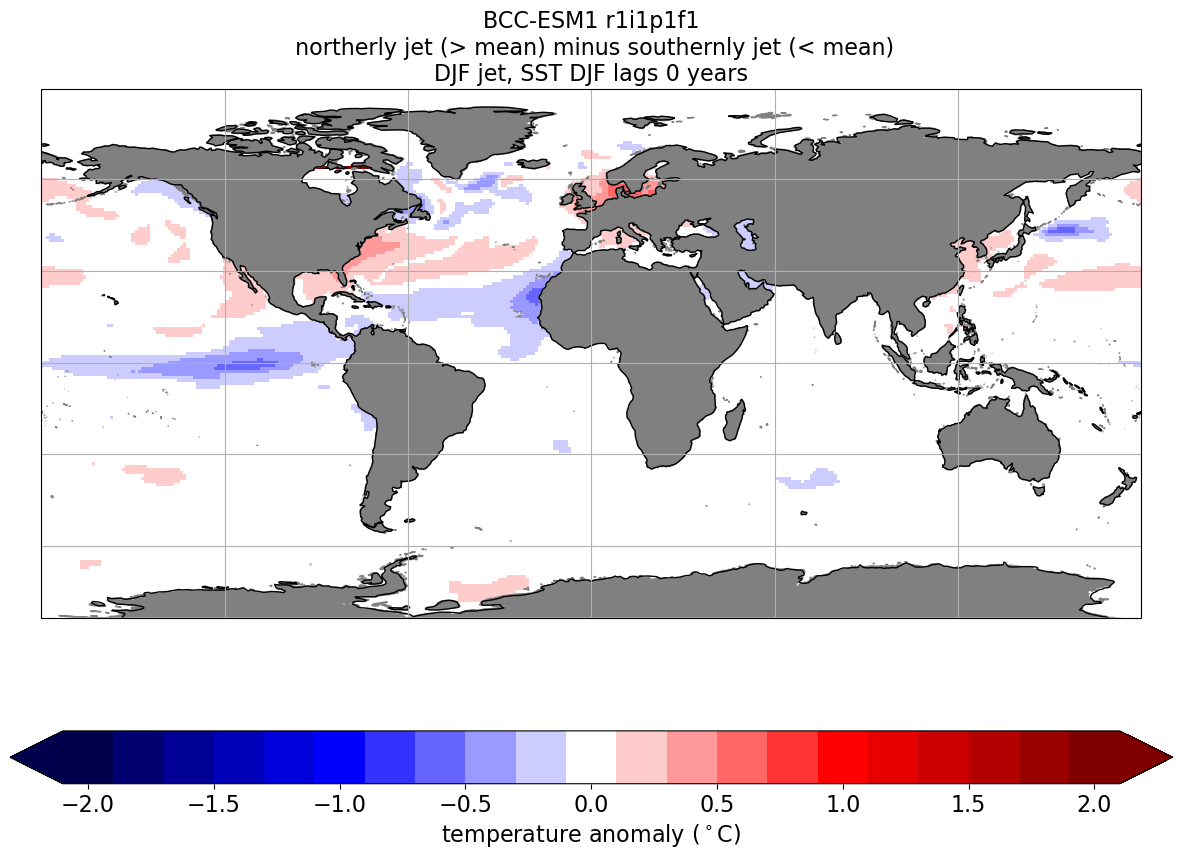 BCC-ESM1 r1i1p1f1
northerly jet (> mean) minus southernly jet (< mean)
DJF jet, SST DJF lags 0 years
−2.0 −1.5 −1.0 −0.5 0.0 0.5 1.0 1.5 2.0
temperature anomaly (°C)